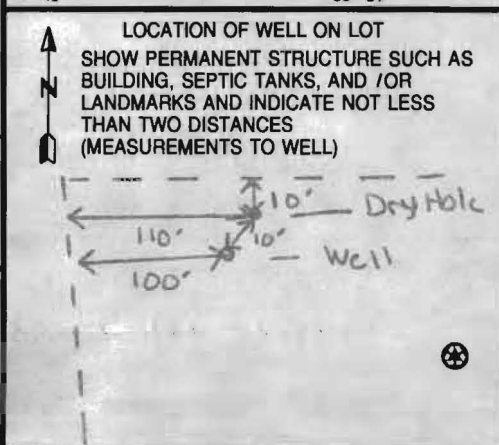 LOCATION OF WELL ON LOT
SHOW PERMANENT STRUCTURE SUCH AS
BUILDING, SEPTIC TANKS, AND /OR
LANDMARKS AND INDICATE NOT LESS
THAN TWO DISTANCES
(MEASUREMENTS TO WELL)
N
10'
Dry Hole
110'
10'
Well
100'